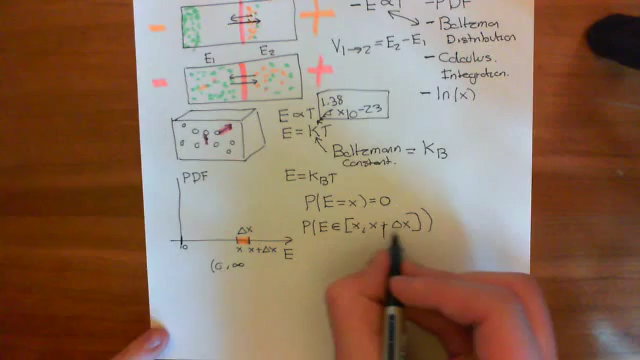 - E ∝ T
- PDF
- Boltzman
Distribution
- Calculus.
Integration.
- ln(x)
V1→2 = E2 - E1
E1
E2
E ∝ T
1.38
× 10-23
E = KT
Boltzmann
Constant.
= KB
PDF
E = KBT
P(E = x) = 0
P(E ∈ [x, x + Δx])
Δx
0
x
x + Δx
E
(0, ∞